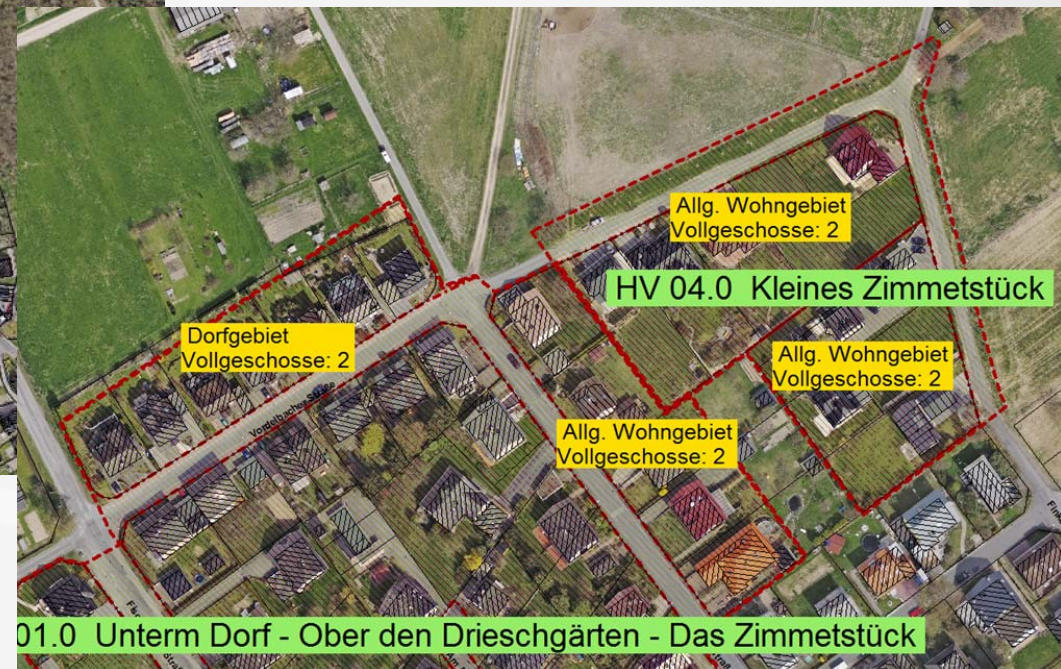 Allg. Wohngebiet
Vollgeschosse: 2
HV 04.0 Kleines Zimmetstück
Dorfgebiet
Vollgeschosse: 2
Allg. Wohngebiet
Vollgeschosse: 2
Allg. Wohngebiet
Vollgeschosse: 2
01.0 Unterm Dorf - Ober den Drieschgärten - Das Zimmetstück